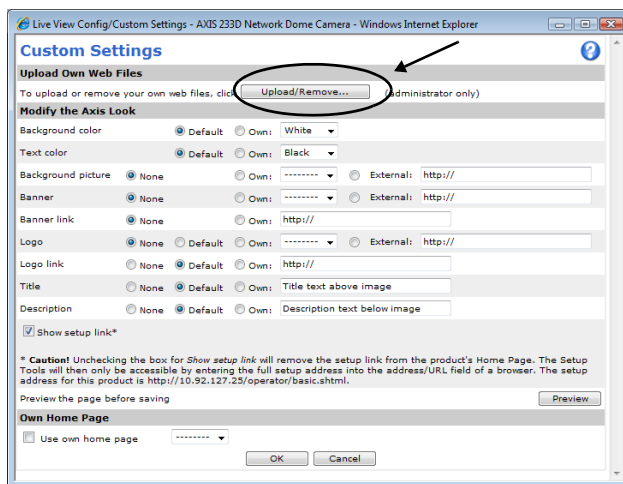 Live View Config/Custom Settings - AXIS 233D Network Dome Camera - Windows Internet Explorer
Custom Settings
Upload Own Web Files
To upload or remove your own web files, click Upload/Remove... (administrator only)
Modify the Axis Look
Background color Default Own: White
Text color Default Own: Black
Background picture None Own: -------- External: http://
Banner None Own: -------- External: http://
Banner link None Own: http://
Logo None Default Own: -------- External: http://
Logo link None Default Own: http://
Title None Default Own: Title text above image
Description None Default Own: Description text below image
Show setup link*
* Caution! Unchecking the box for Show setup link will remove the setup link from the product's Home Page. The Setup
Tools will then only be accessible by entering the full setup address into the address/URL field of a browser. The setup
address for this product is http://10.92.127.25/operator/basic.shtml.
Preview the page before saving Preview
Own Home Page
Use own home page --------
OK Cancel